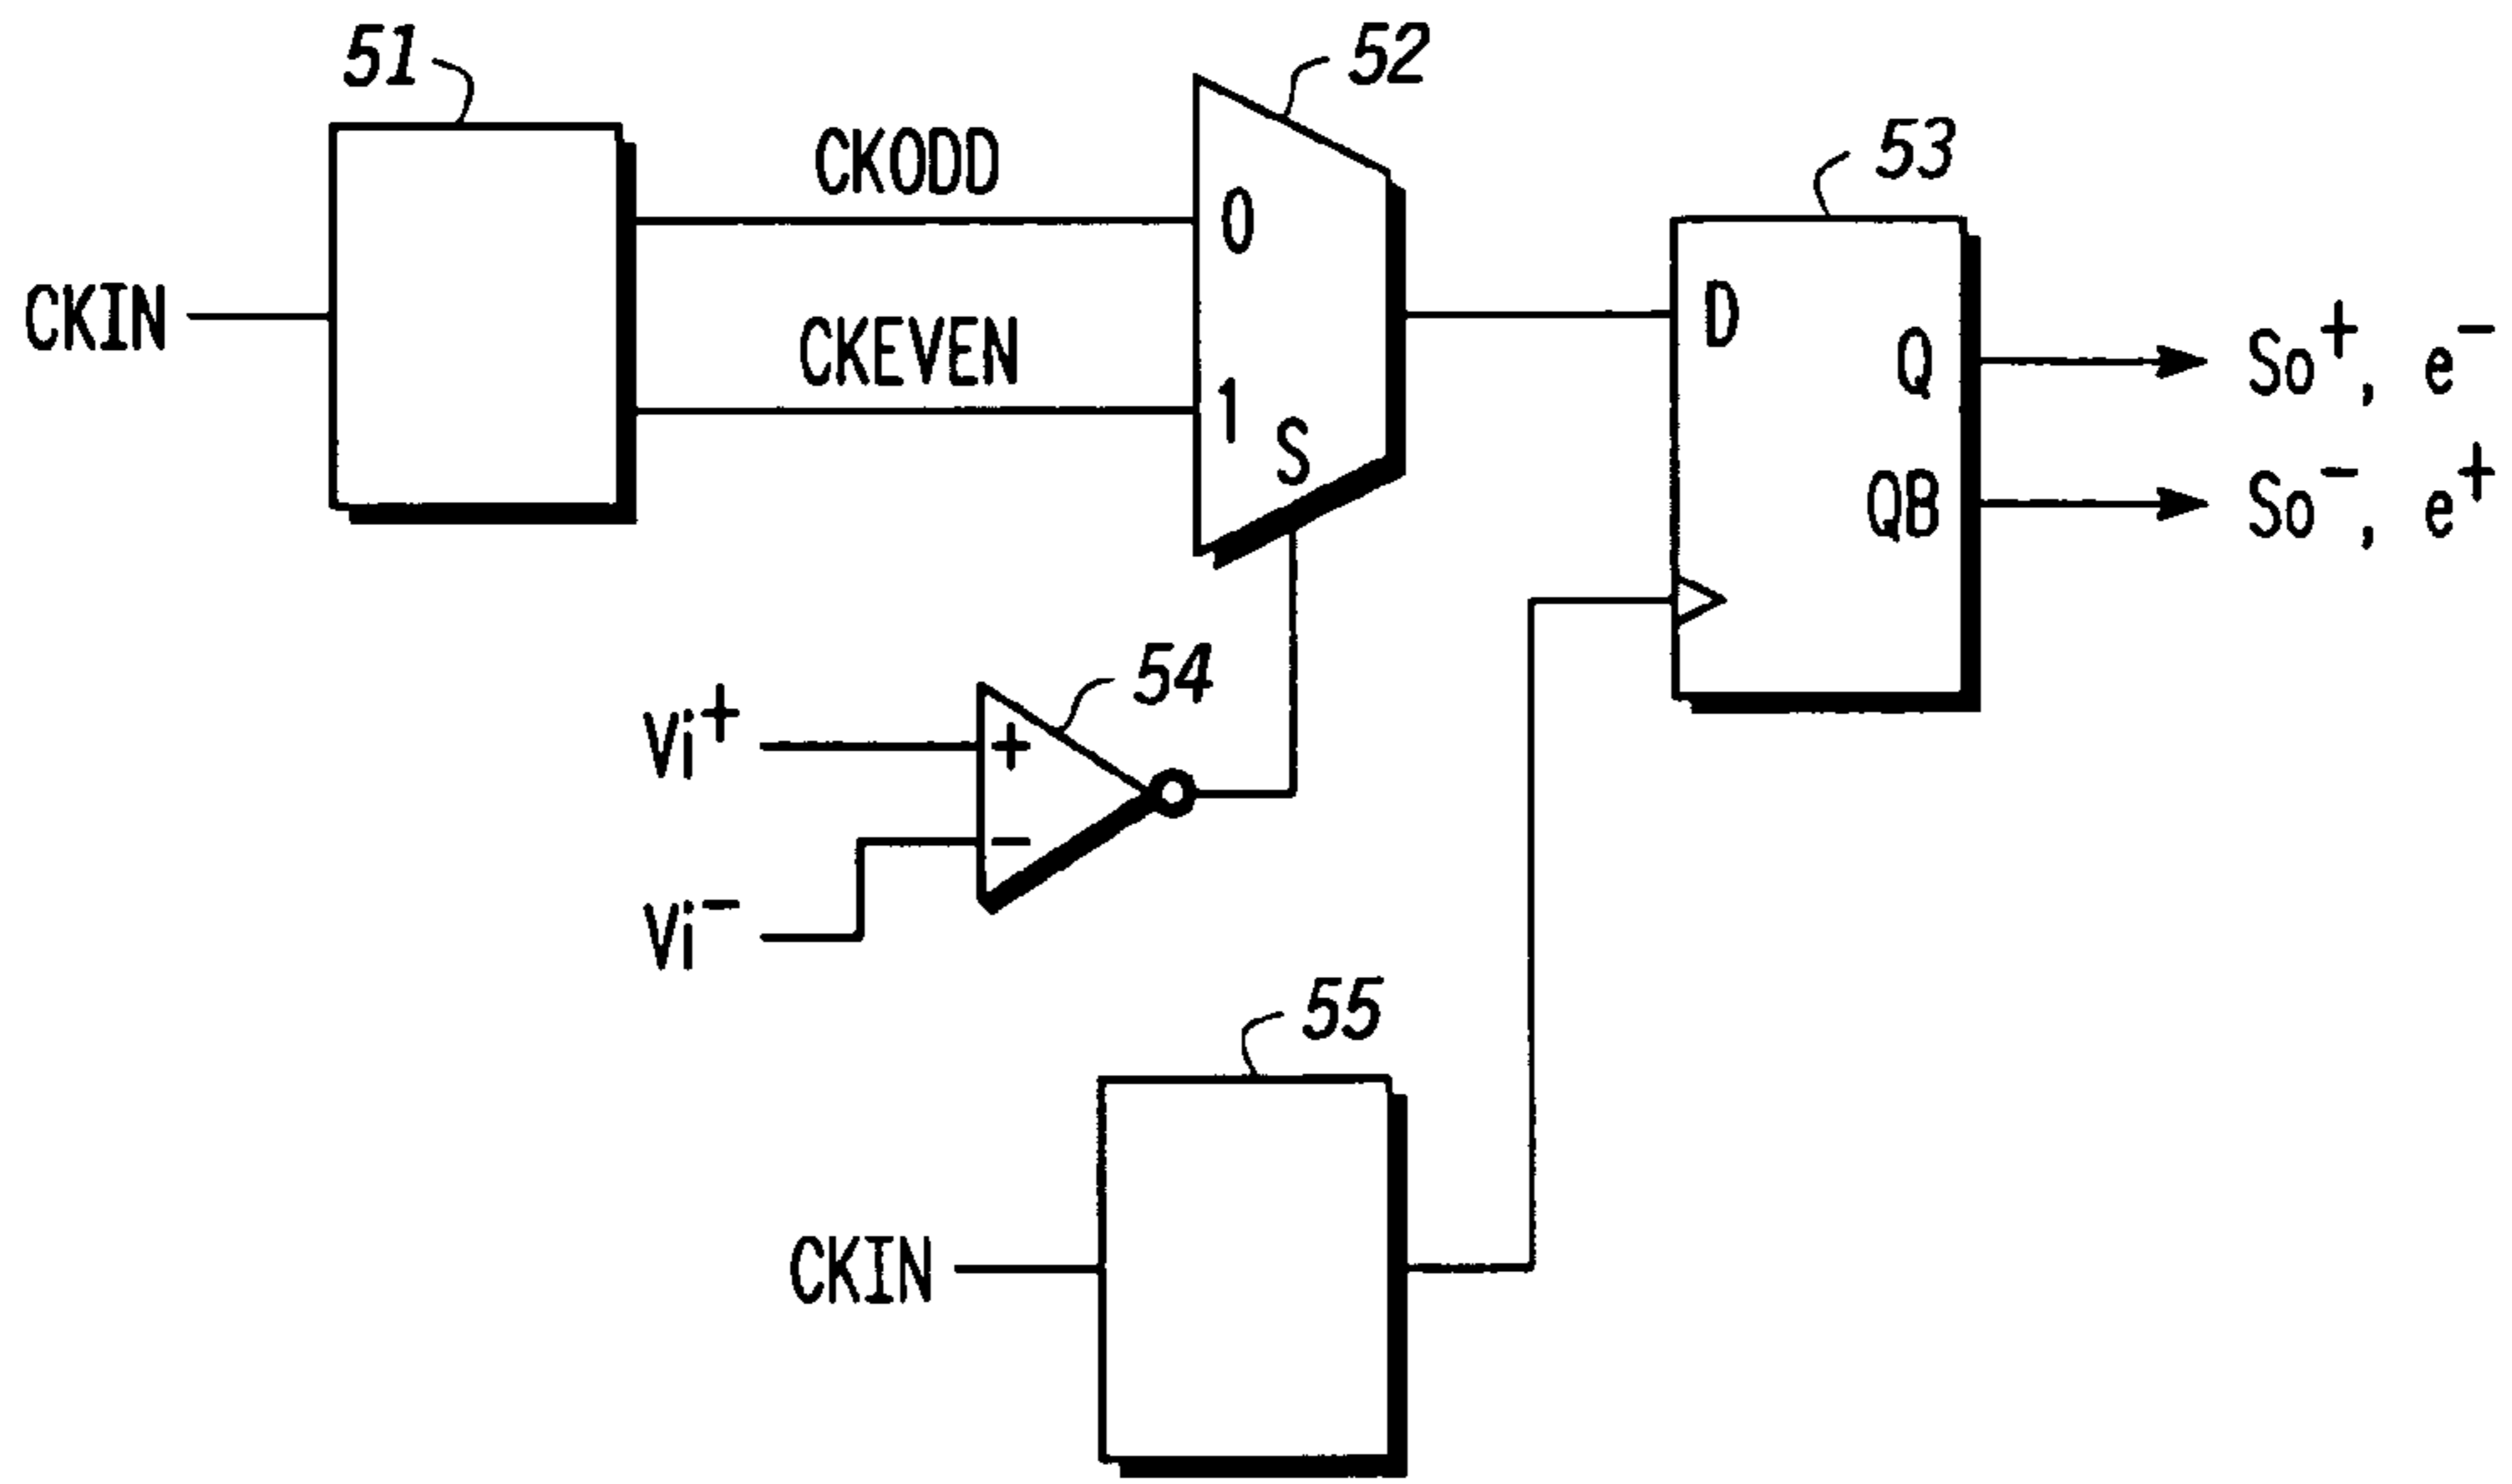 51
52
53
CKODD
0
CKIN
CKEVEN
1
S
D
Q
So+, e−
QB
So−, e+
54
Vi+
+
−
Vi−
55
CKIN